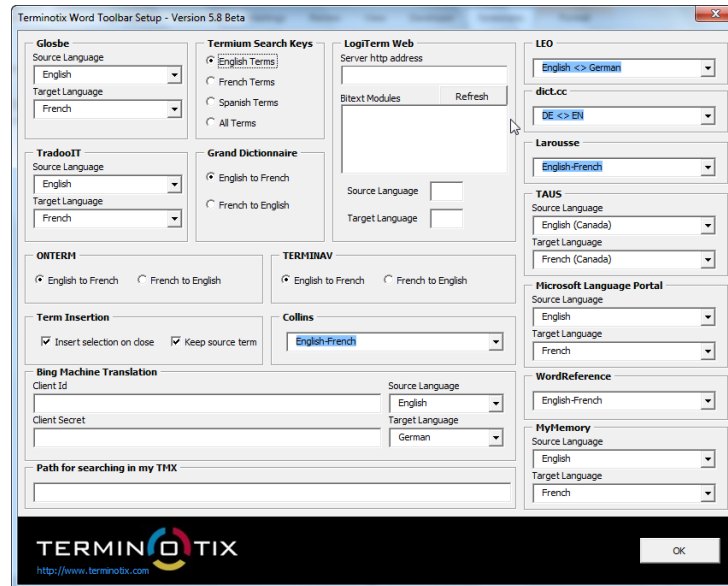 Terminotix Word Toolbar Setup - Version 5.8 Beta
Glosbe
Source Language
English
Target Language
French
Termium Search Keys
English Terms
French Terms
Spanish Terms
All Terms
LogiTerm Web
Server http address
Bitext Modules
Refresh
Source Language
Target Language
LEO
English <> German
dict.cc
DE <> EN
Larousse
English-French
TradooIT
Source Language
English
Target Language
French
Grand Dictionnaire
English to French
French to English
TAUS
Source Language
English (Canada)
Target Language
French (Canada)
ONTERM
English to French French to English
TERMINAV
English to French French to English
Microsoft Language Portal
Source Language
English
Target Language
French
Term Insertion
Insert selection on close Keep source term
Collins
English-French
WordReference
English-French
Bing Machine Translation
Client Id
Source Language
English
Client Secret
Target Language
German
MyMemory
Source Language
English
Target Language
French
Path for searching in my TMX
TERMINOTIX
http://www.terminotix.com
OK